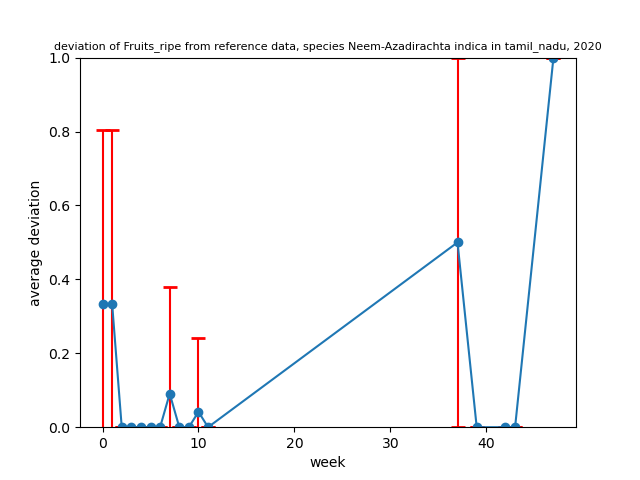 deviation of Fruits_ripe from reference data, species Neem-Azadirachta indica in tamil_nadu, 2020
1.0
0.8
0.6
0.4
0.2
0.0
average deviation
0 10 20 30 40
week